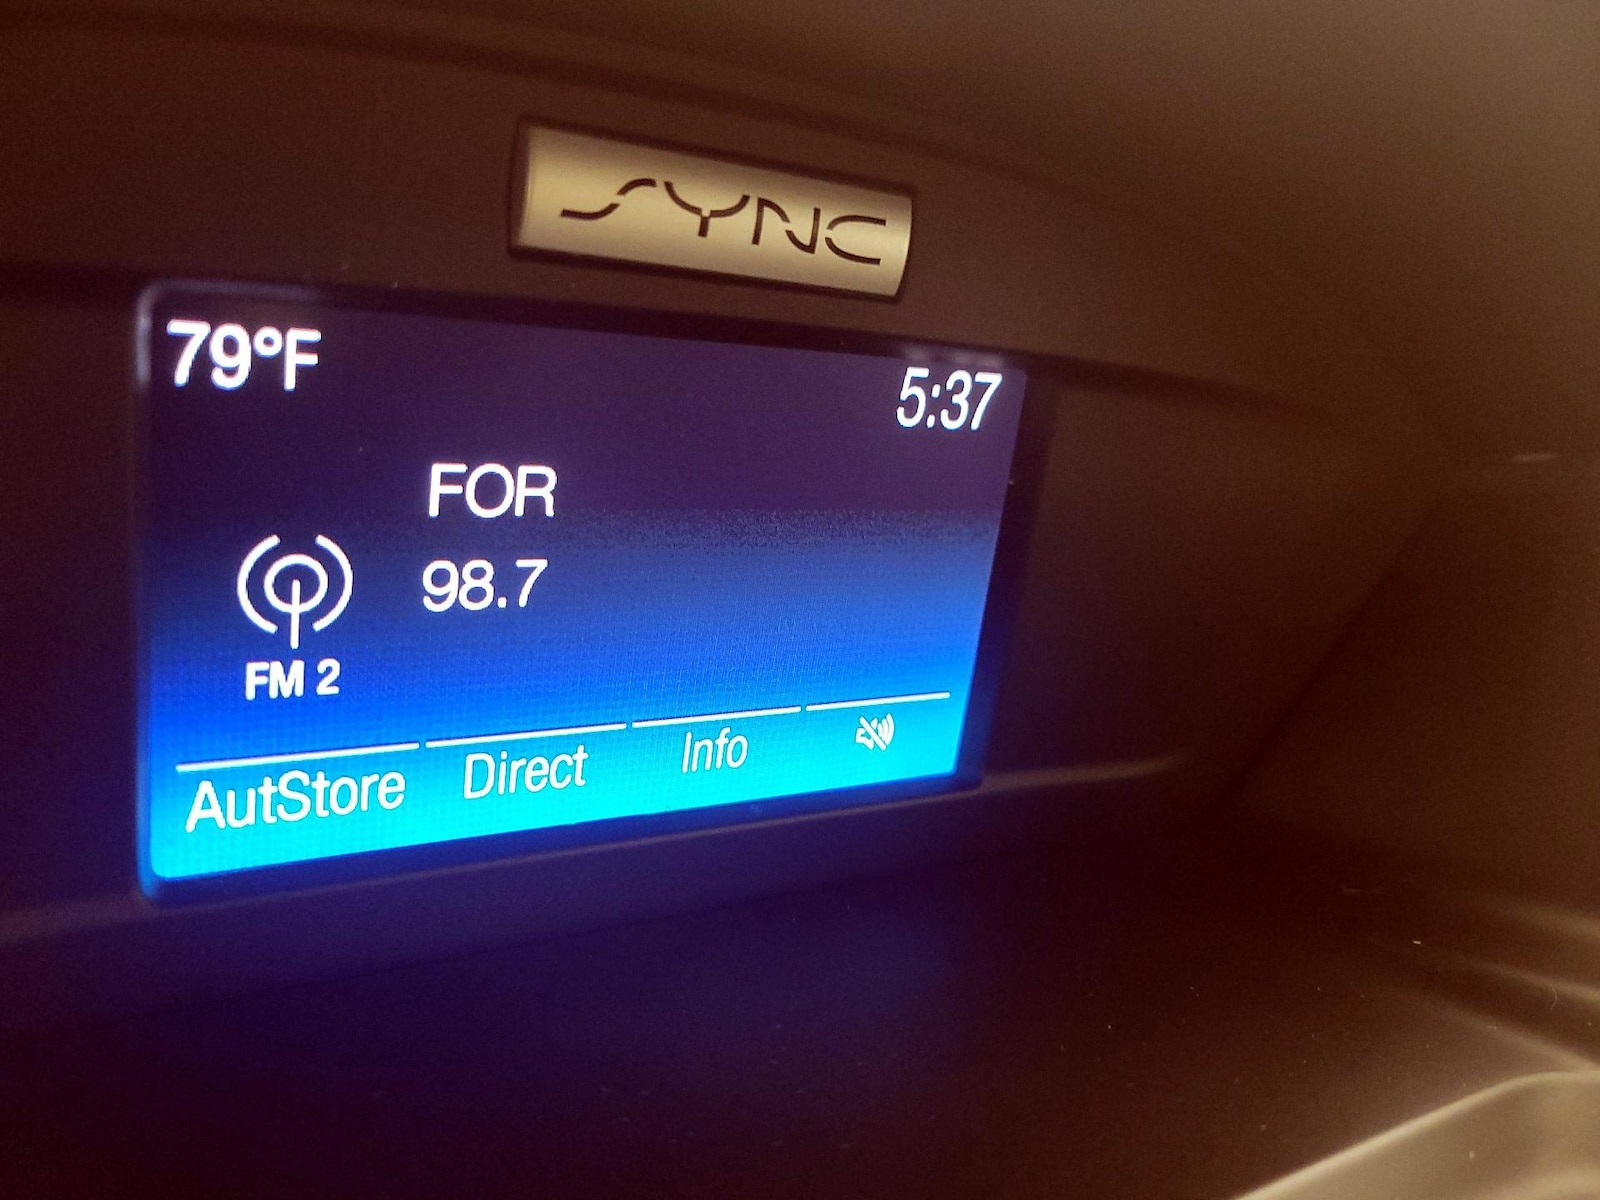 SYNC
79°F
5:37
FOR
98.7
FM 2
AutStore Direct Info